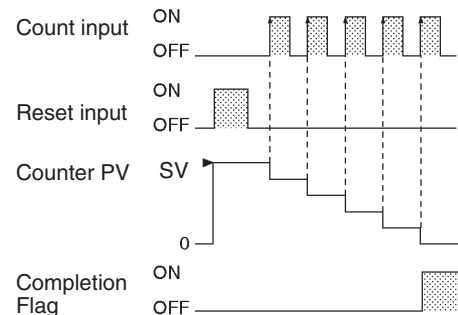 Count input
ON
OFF
Reset input
ON
OFF
Counter PV
SV
0
Completion
Flag
ON
OFF